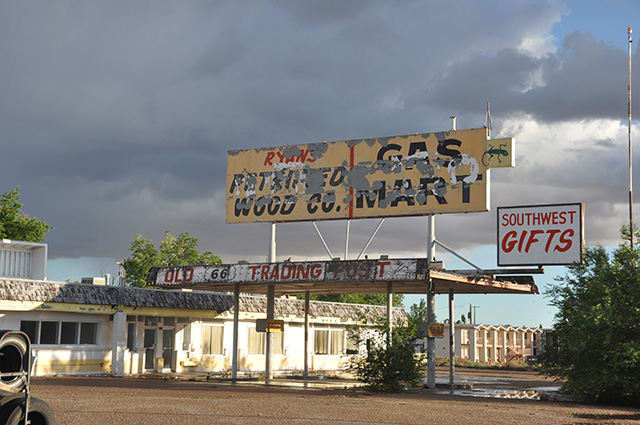 RYANS
PETRIFIED
WOOD CO.
GAS
MART
SOUTHWEST
GIFTS
OLD 66 TRADING POST